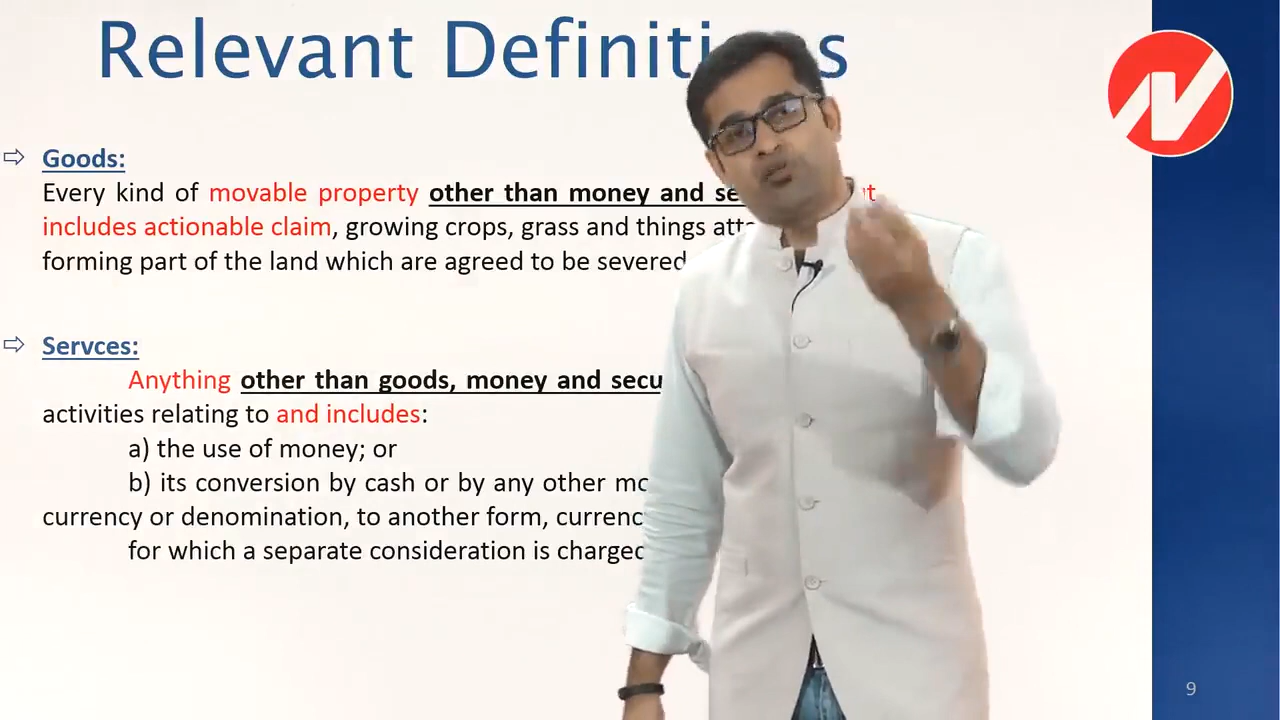 Relevant Definiti s
Goods:
Every kind of movable property other than money and se
includes actionable claim, growing crops, grass and things att
forming part of the land which are agreed to be severed
Servces:
Anything other than goods, money and secu
activities relating to and includes:
a) the use of money; or
b) its conversion by cash or by any other mo
currency or denomination, to another form, currenc
for which a separate consideration is charged
9